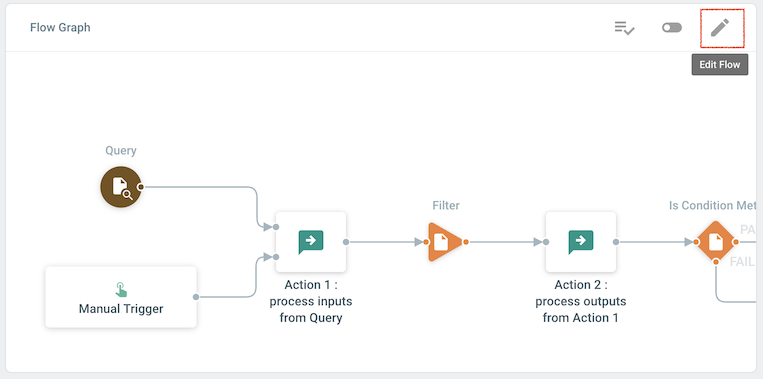 Flow Graph
Edit Flow
Query
Filter
Is Condition Met
PA
FAIL
Action 1 :
process inputs
from Query
Action 2 :
process outputs
from Action 1
Manual Trigger